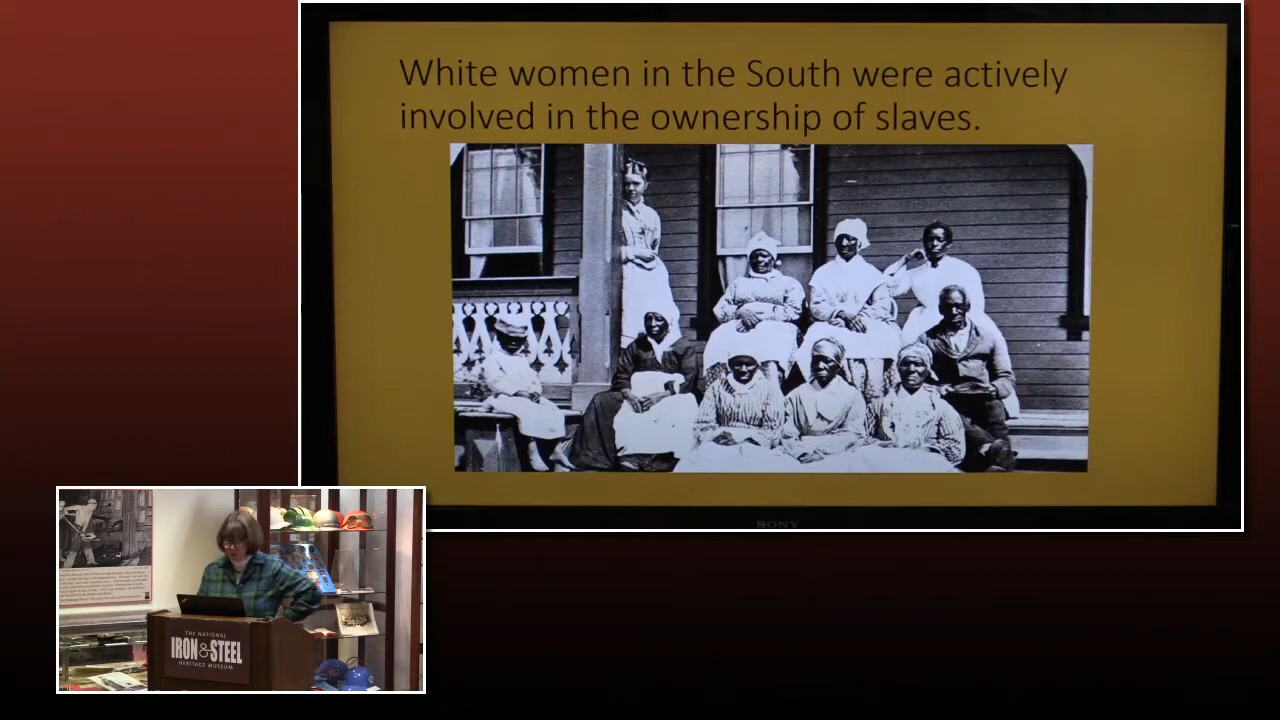 White women in the South were actively
involved in the ownership of slaves.
SONY
THE NATIONAL
IRON & STEEL
HERITAGE MUSEUM